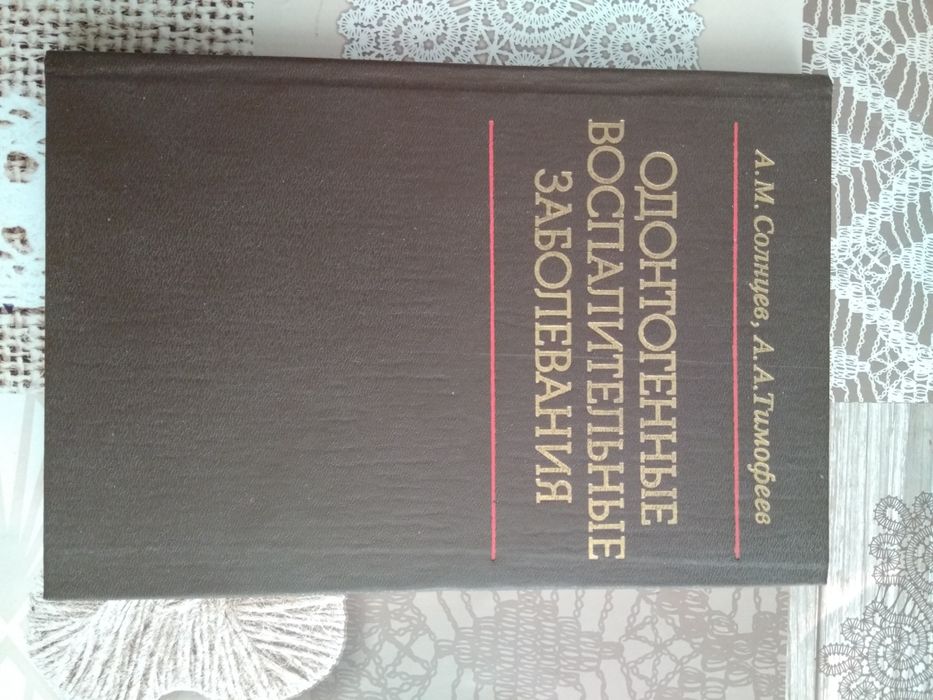 А. М. Солнцев, А. А. Тимофеев
ОДОНТОГЕННЫЕ
ВОСПАЛИТЕЛЬНЫЕ
ЗАБОЛЕВАНИЯ